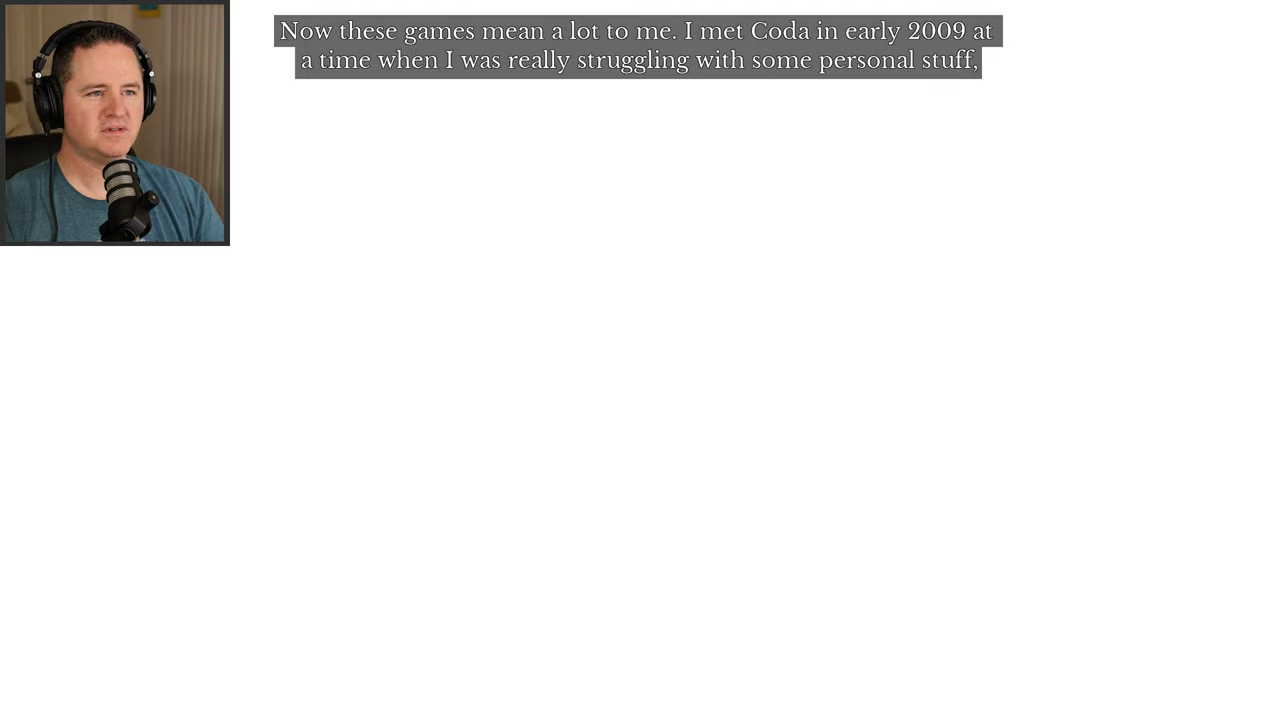 Now these games mean a lot to me. I met Coda in early 2009 at
a time when I was really struggling with some personal stuff,